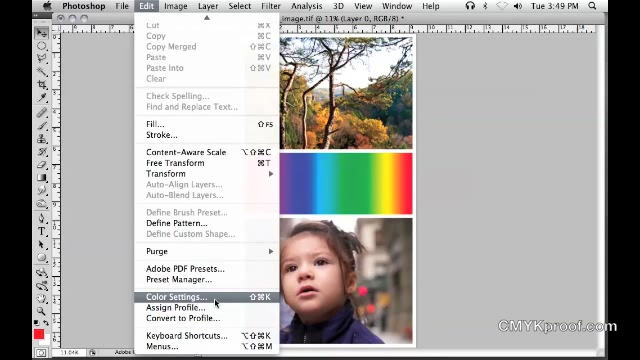 Photoshop File Edit Image Layer Select Filter Analysis View Window Help Tue 3:49 PM
_image.tif @ 11% (Layer 0, RGB/8) *
Cut ⌘X
Copy ⌘C
Copy Merged ⇧⌘C
Paste ⌘V
Paste Into ⇧⌘V
Clear
Check Spelling...
Find and Replace Text...
Fill... ⇧F5
Stroke...
Content-Aware Scale ⌥⇧⌘C
Free Transform ⌘T
Transform
Auto-Align Layers...
Auto-Blend Layers...
Define Brush Preset...
Define Pattern...
Define Custom Shape...
Purge
Adobe PDF Presets...
Preset Manager...
Color Settings... ⇧⌘K
Assign Profile...
Convert to Profile...
Keyboard Shortcuts... ⌥⇧⌘K
Menus... ⌥⇧⌘M
CMYKproof.com
11.04% Adobe